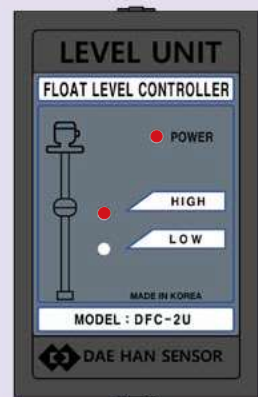 LEVEL UNIT
FLOAT LEVEL CONTROLLER
POWER
HIGH
LOW
MADE IN KOREA
MODEL : DFC-2U
DAE HAN SENSOR